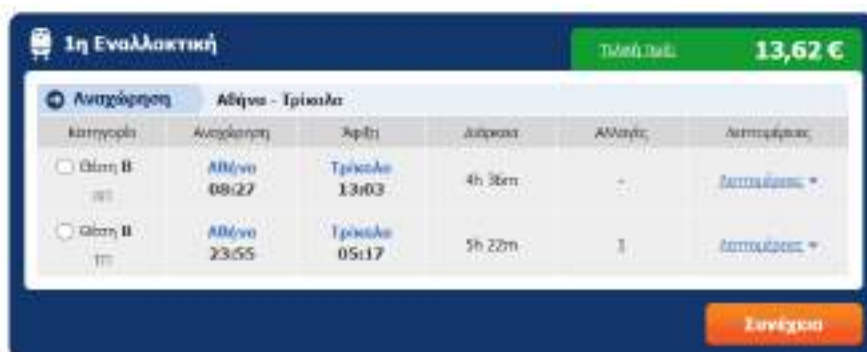 1η Εναλλακτική
Τελική τιμή: 13,62 €
Αναχώρηση Αθήνα - Τρίκαλα
Κατηγορία Αναχώρηση Άφιξη Διάρκεια Αλλαγές Λεπτομέρειες
Θέση Β Αθήνα Τρίκαλα 4h 36m - Λεπτομέρειες
08:27 13:03
Θέση Β Αθήνα Τρίκαλα 5h 22m 1 Λεπτομέρειες
23:55 05:17
Συνέχεια